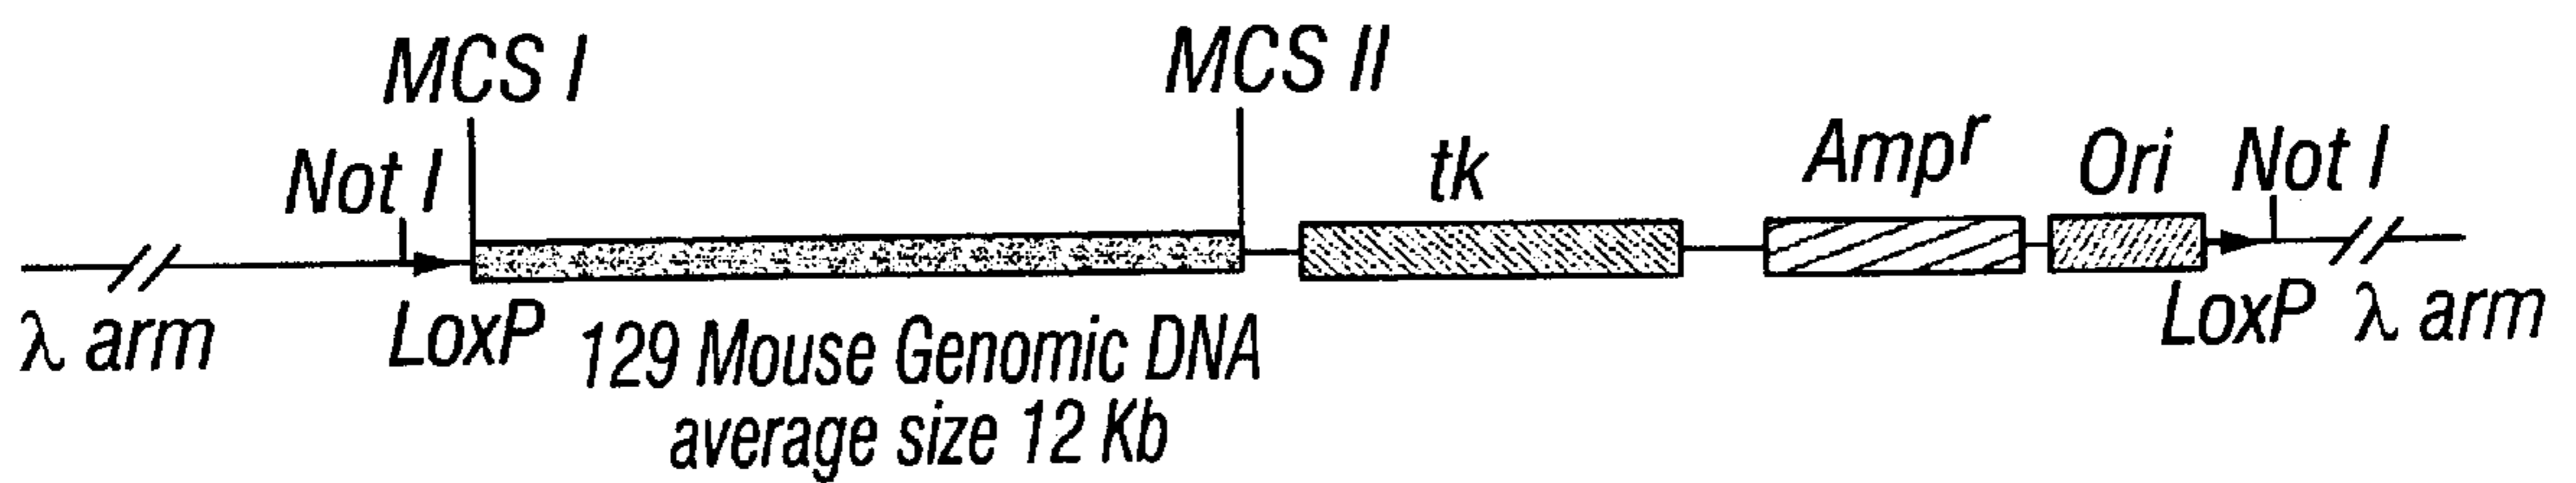 MCS I
MCS II
Not I
tk
Ampʳ
Ori
Not I
λ arm
LoxP
129 Mouse Genomic DNA
average size 12 Kb
LoxP
λ arm